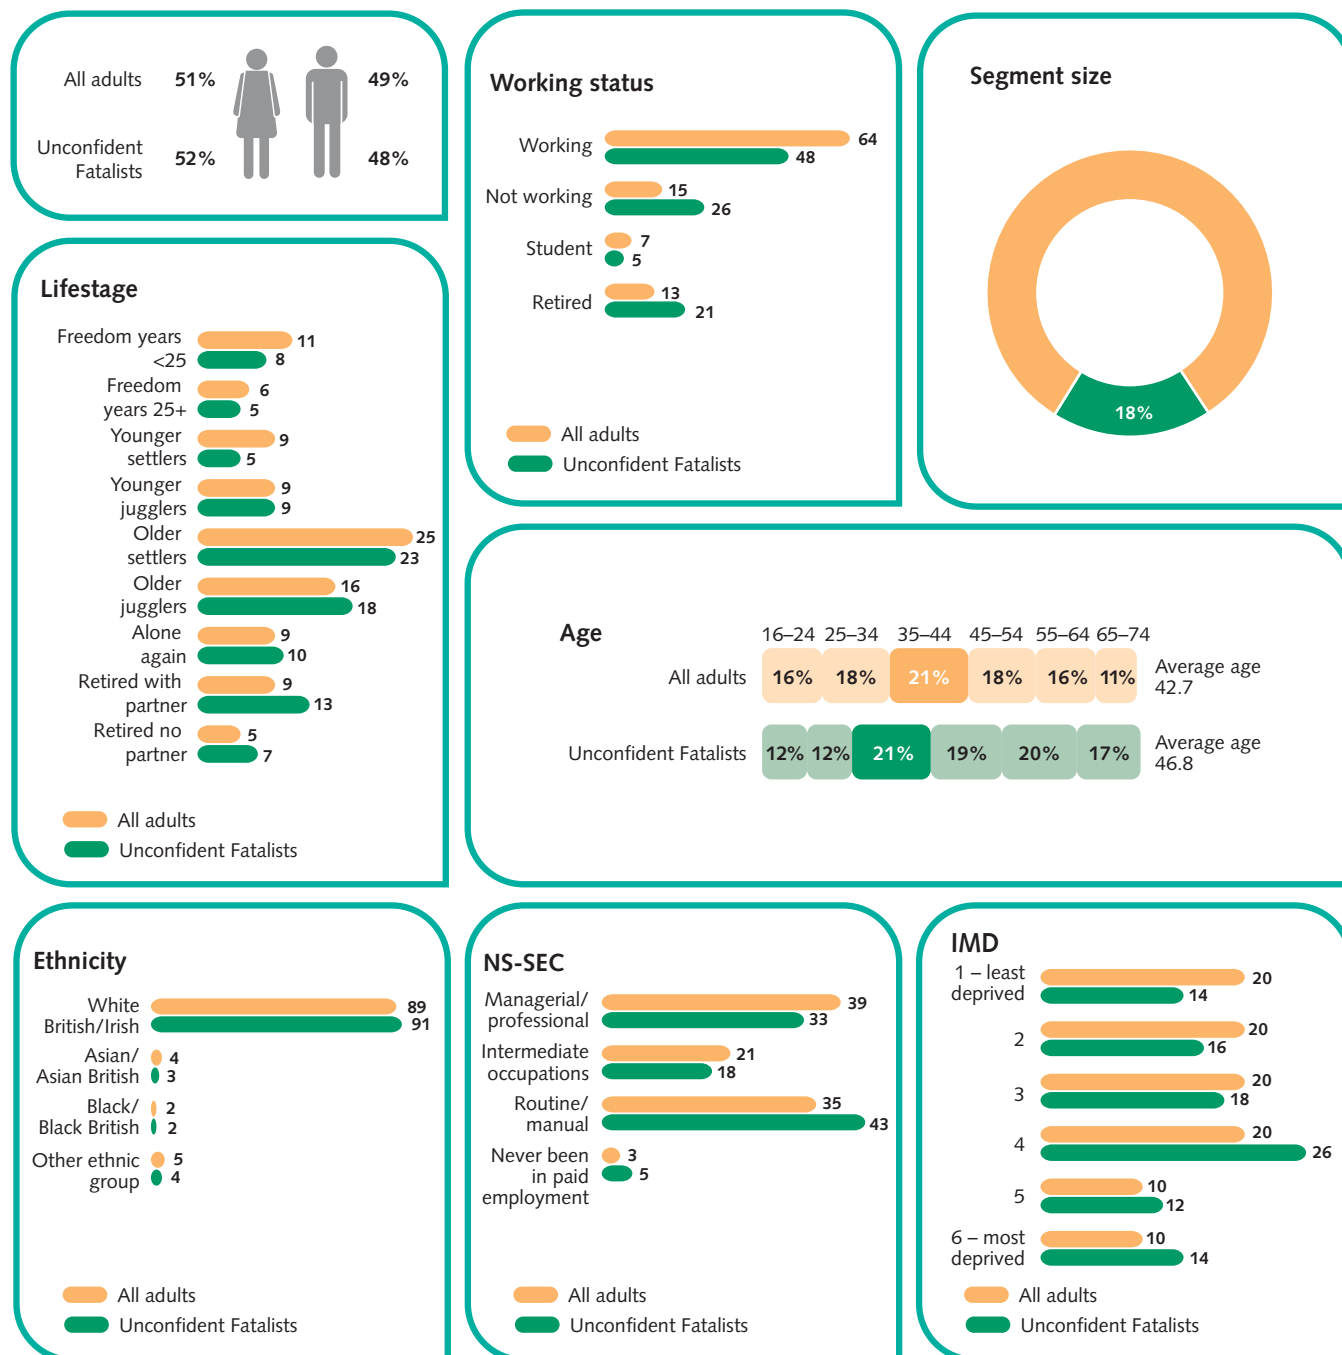 All adults 51% 49%
Unconfident
Fatalists 52% 48%
Lifestage
Freedom years
<25 11 8
Freedom
years 25+ 6 5
Younger
settlers 9 5
Younger
jugglers 9 9
Older
settlers 25 23
Older
jugglers 16 18
Alone
again 9 10
Retired with
partner 9 13
Retired no
partner 5 7
All adults
Unconfident Fatalists
Working status
Working 64 48
Not working 15 26
Student 7 5
Retired 13 21
All adults
Unconfident Fatalists
Segment size
18%
Age 16–24 25–34 35–44 45–54 55–64 65–74
All adults 16% 18% 21% 18% 16% 11% Average age
42.7
Unconfident Fatalists 12% 12% 21% 19% 20% 17% Average age
46.8
Ethnicity
White
British/Irish 89 91
Asian/
Asian British 4 3
Black/
Black British 2 2
Other ethnic
group 5 4
All adults
Unconfident Fatalists
NS-SEC
Managerial/
professional 39 33
Intermediate
occupations 21 18
Routine/
manual 35 43
Never been
in paid
employment 3 5
All adults
Unconfident Fatalists
IMD
1 – least
deprived 20 14
2 20 16
3 20 18
4 20 26
5 10 12
6 – most
deprived 10 14
All adults
Unconfident Fatalists